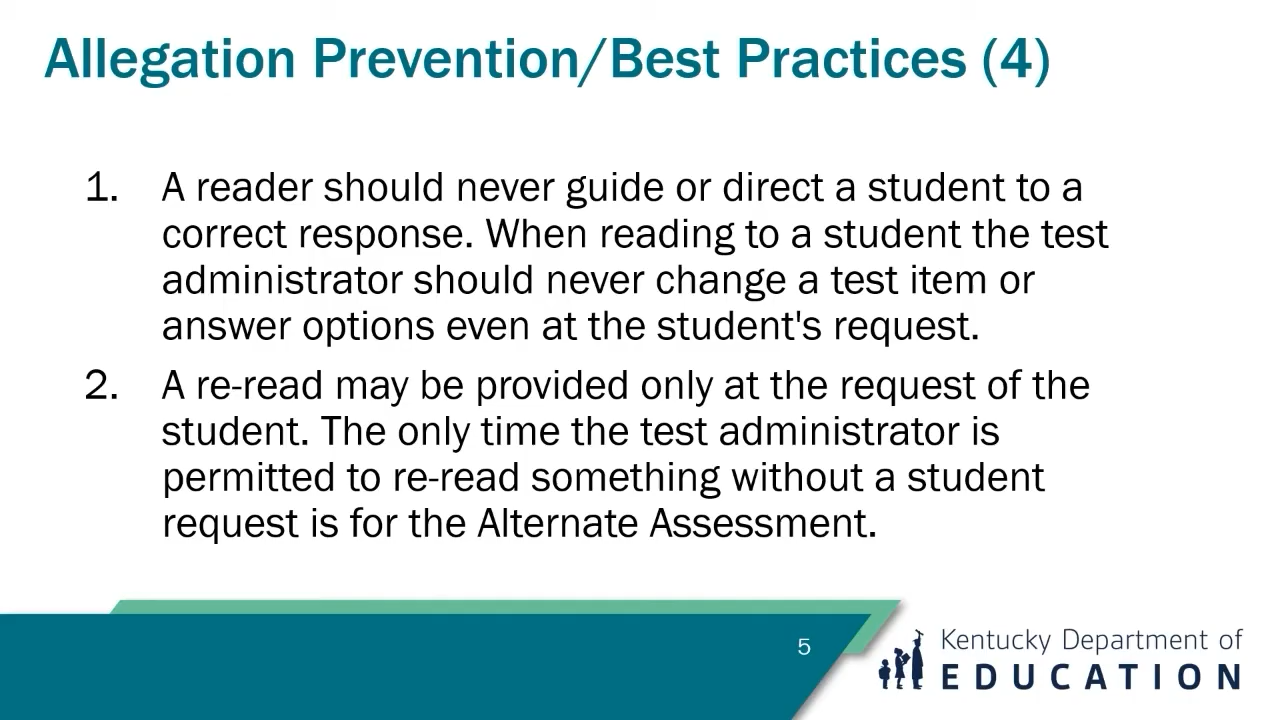 Allegation Prevention/Best Practices (4)
1. A reader should never guide or direct a student to a
correct response. When reading to a student the test
administrator should never change a test item or
answer options even at the student's request.
2. A re-read may be provided only at the request of the
student. The only time the test administrator is
permitted to re-read something without a student
request is for the Alternate Assessment.
5
Kentucky Department of
EDUCATION